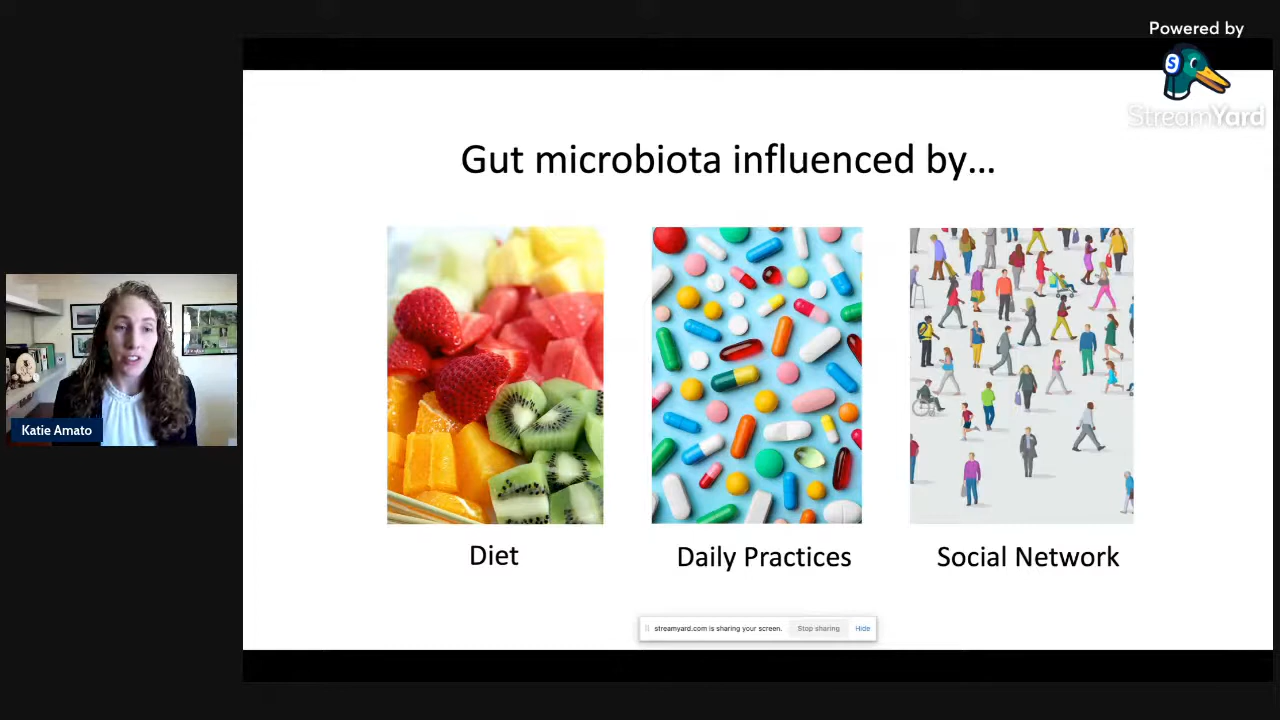 Powered by
StreamYard
Gut microbiota influenced by...
Diet
Daily Practices
Social Network
Katie Amato
streamyard.com is sharing your screen.
Stop sharing
Hide